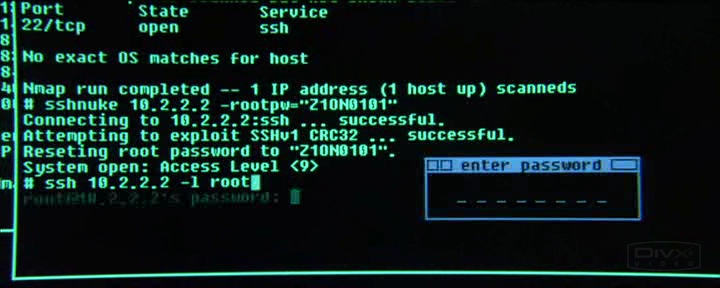 Port State Service
22/tcp open ssh
No exact OS matches for host
Nmap run completed -- 1 IP address (1 host up) scanneds
# sshnuke 10.2.2.2 -rootpw="Z1ON0101"
Connecting to 10.2.2.2:ssh ... successful.
Attempting to exploit SSHv1 CRC32 ... successful.
Reseting root password to "Z1ON0101".
System open: Access Level <9>
# ssh 10.2.2.2 -l root
root@10.2.2.2's password:
enter password
DIVX
VIDEO